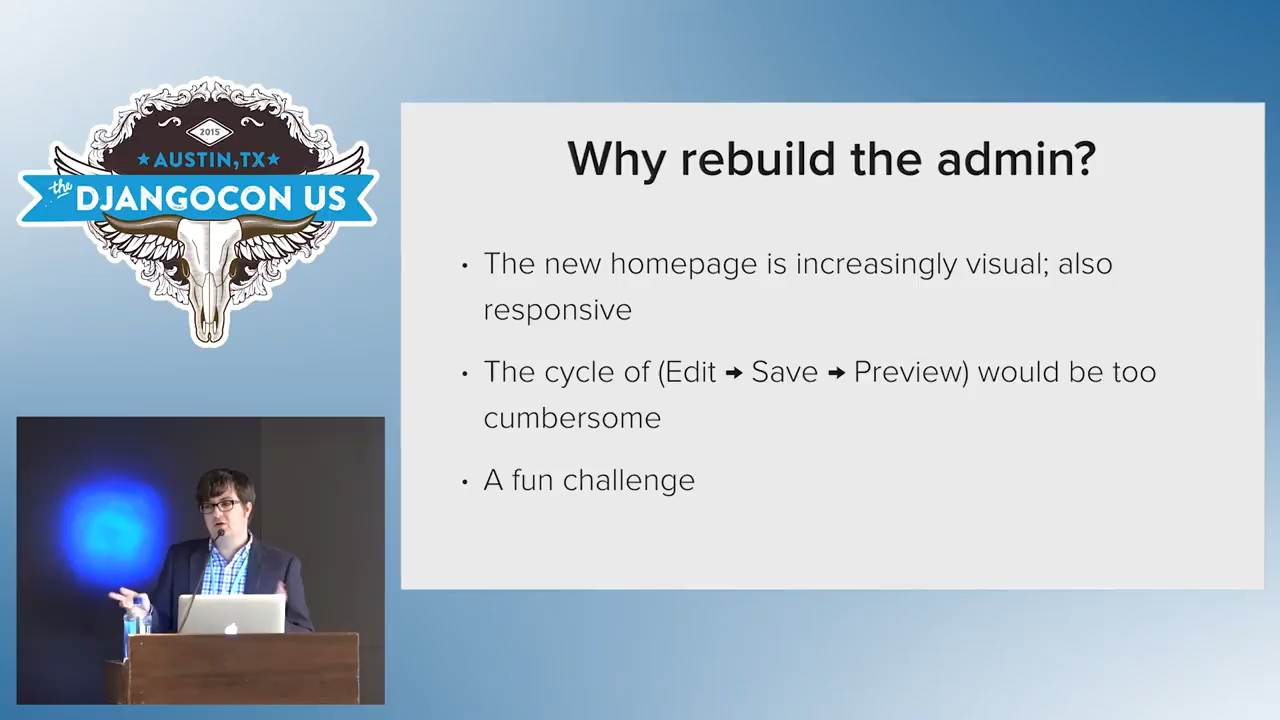 2015
AUSTIN, TX
the DJANGOCON US
Why rebuild the admin?
• The new homepage is increasingly visual; also
responsive
• The cycle of (Edit → Save → Preview) would be too
cumbersome
• A fun challenge